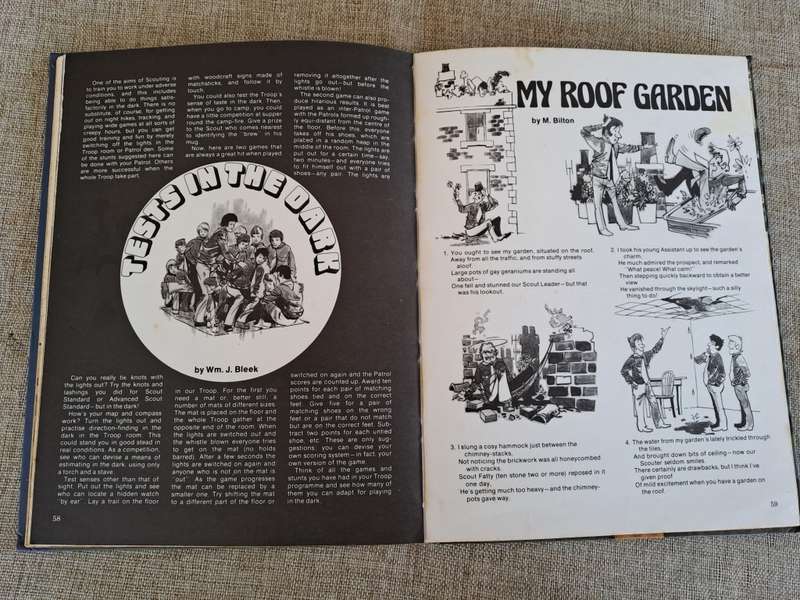 One of the aims of Scouting is
to train you to work under adverse
conditions, and this includes
being able to do things satis-
factorily in the dark. There is no
substitute, of course, for getting
out on night hikes, tracking, and
playing wide games at all sorts of
creepy hours, but you can get
good training and fun by merely
switching off the lights in the
Troop room or Patrol den. Some
of the stunts suggested here can
be done with your Patrol. Others
are more successful when the
whole Troop take part.
with woodcraft signs made of
matchsticks, and follow it by
touch.
You could also test the Troop's
sense of taste in the dark. Then,
when you go to camp, you could
have a little competition at supper
round the camp-fire. Give a prize
to the Scout who comes nearest
to identifying the 'brew' in his
mug.
Now, here are two games that
are always a great hit when played
removing it altogether after the
lights go out—but before the
whistle is blown!
The second game can also pro-
duce hilarious results. It is best
played as an inter-Patrol game
with the Patrols formed up rough-
ly equi-distant from the centre of
the floor. Before this, everyone
takes off his shoes, which are
placed in a random heap in the
middle of the room. The lights are
put out for a certain time—say,
two minutes—and everyone tries
to fit himself out with a pair of
shoes—any pair. The lights are
TESTS IN THE DARK
by Wm. J. Bleek
Can you really tie knots with
the lights out? Try the knots and
lashings you did for Scout
Standard or Advanced Scout
Standard—but in the dark!
How's your map and compass
work? Turn the lights out and
practise direction-finding in the
dark in the Troop room. This
could stand you in good stead in
real conditions. As a competition,
see who can devise a means of
estimating in the dark, using only
a torch and a stave.
Test senses other than that of
sight. Put out the lights and see
who can locate a hidden watch
"by ear". Lay a trail on the floor
in our Troop. For the first you
need a mat or, better still, a
number of mats of different sizes.
The mat is placed on the floor and
the whole Troop gather at the
opposite end of the room. When
the lights are switched out and
the whistle blown everyone tries
to get on the mat (no holds
barred). After a few seconds the
lights are switched on again and
anyone who is not on the mat is
"out". As the game progresses
the mat can be replaced by a
smaller one. Try shifting the mat
to a different part of the floor or
switched on again and the Patrol
scores are counted up. Award ten
points for each pair of matching
shoes tied and on the correct
feet. Give five for a pair of
matching shoes on the wrong
feet or a pair that do not match
but are on the correct feet. Sub-
tract two points for each untied
shoe, etc. These are only sug-
gestions; you can devise your
own scoring system—in fact, your
own version of the game.
Think of all the games and
stunts you have had in your Troop
programme and see how many of
them you can adapt for playing
in the dark.
58
MY ROOF GARDEN
by M. Bilton
1. You ought to see my garden, situated on the roof,
Away from all the traffic, and from stuffy streets
aloof.
Large pots of gay geraniums are standing all
about—
One fell and stunned our Scout Leader—but that
was his lookout.
2. I took his young Assistant up to see the garden's
charm.
He much admired the prospect, and remarked
"What peace! What calm!"
Then stepping quickly backward to obtain a better
view
He vanished through the skylight—such a silly
thing to do!
3. I slung a cosy hammock just between the
chimney-stacks,
Not noticing the brickwork was all honeycombed
with cracks.
Scout Fatty (ten stone two or more) reposed in it
one day,
He's getting much too heavy—and the chimney-
pots gave way.
4. The water from my garden's lately trickled through
the tiles,
And brought down bits of ceiling—now our
Scouter seldom smiles.
There certainly are drawbacks, but I think I've
given proof
Of mild excitement when you have a garden on
the roof.
59